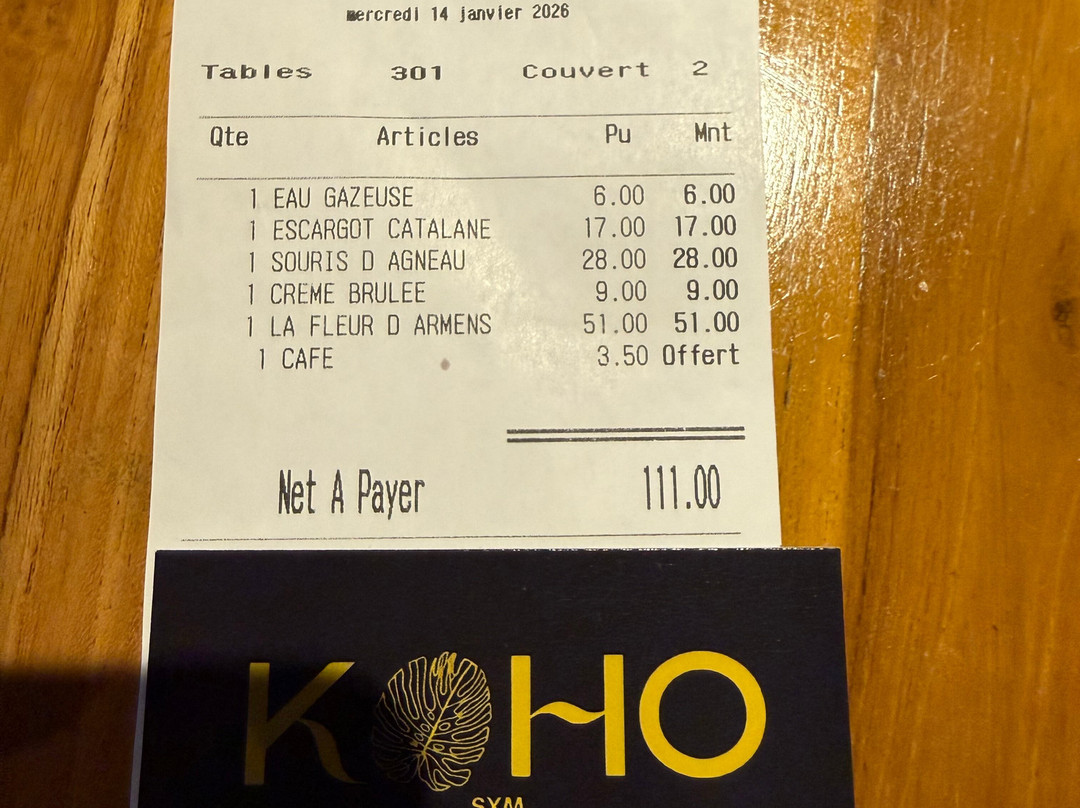 mercredi 14 janvier 2026
Tables 301 Couvert 2
Qte Articles Pu Mnt
1 EAU GAZEUSE 6.00 6.00
1 ESCARGOT CATALANE 17.00 17.00
1 SOURIS D AGNEAU 28.00 28.00
1 CREME BRULEE 9.00 9.00
1 LA FLEUR D ARMENS 51.00 51.00
1 CAFE 3.50 Offert
Net A Payer 111.00
KOHO
SXM